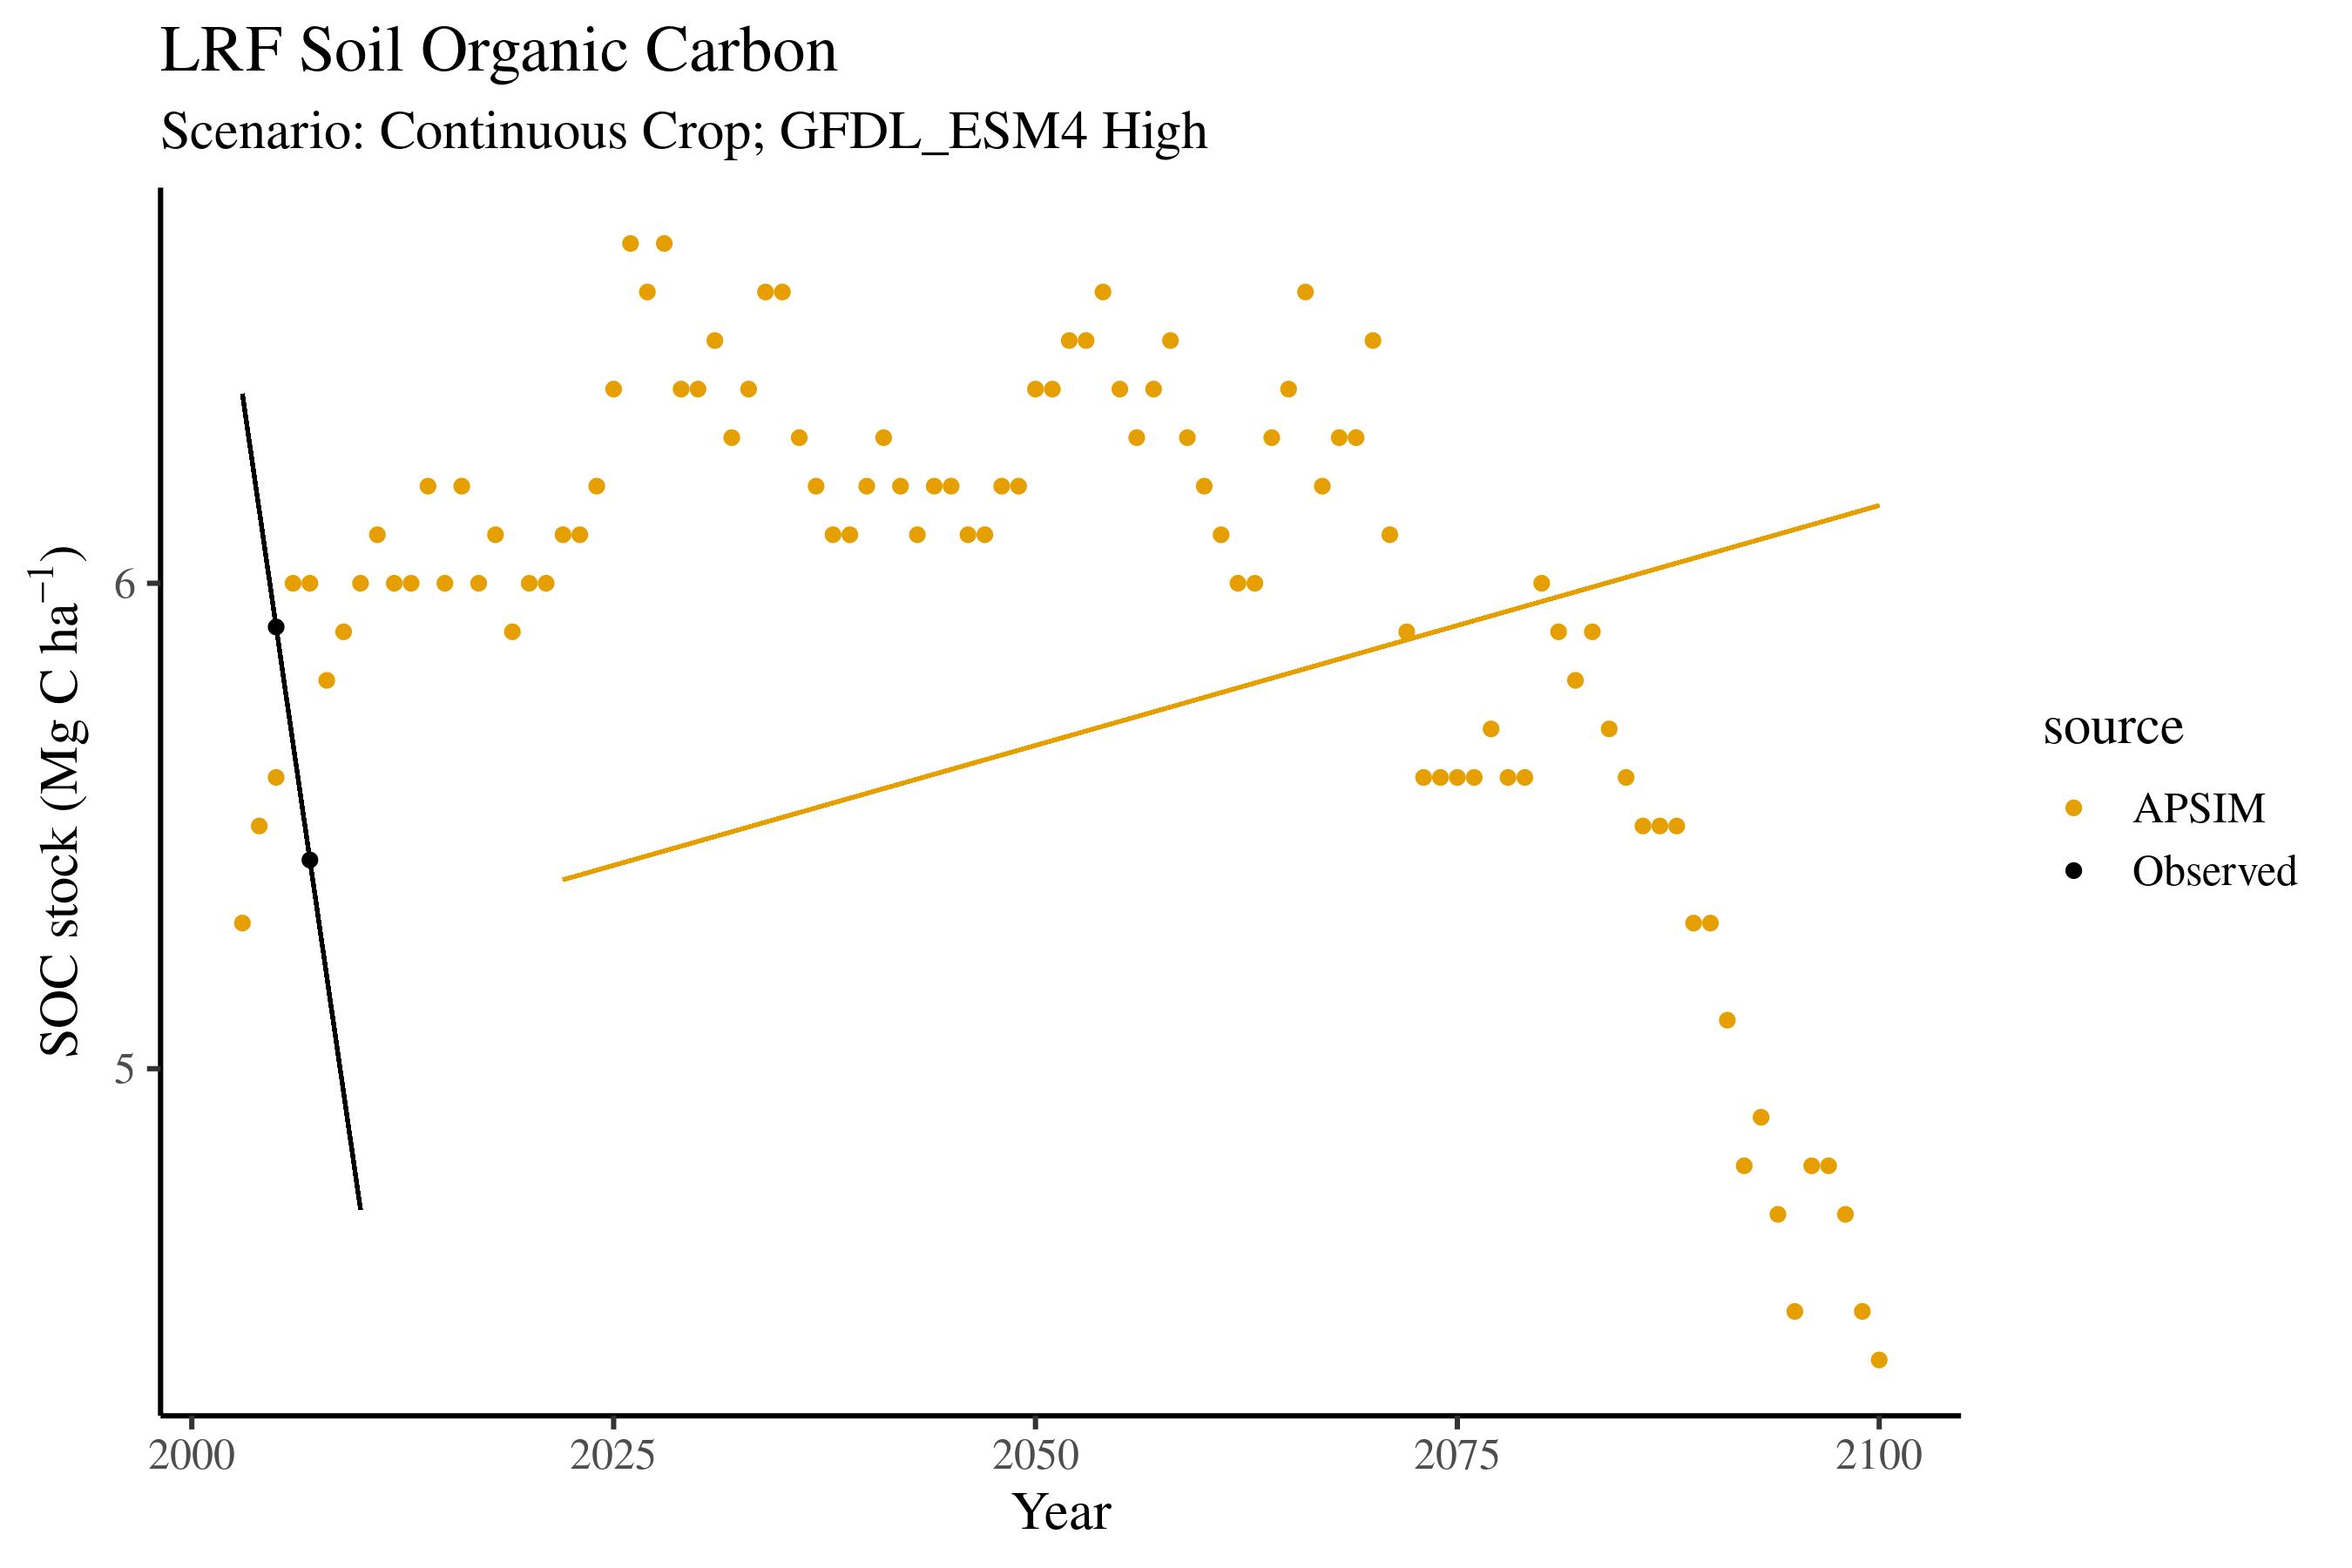 LRF Soil Organic Carbon
Scenario: Continuous Crop; GFDL_ESM4 High
SOC stock (Mg C ha⁻¹)
6
5
2000
2025
2050
2075
2100
Year
source
APSIM
Observed